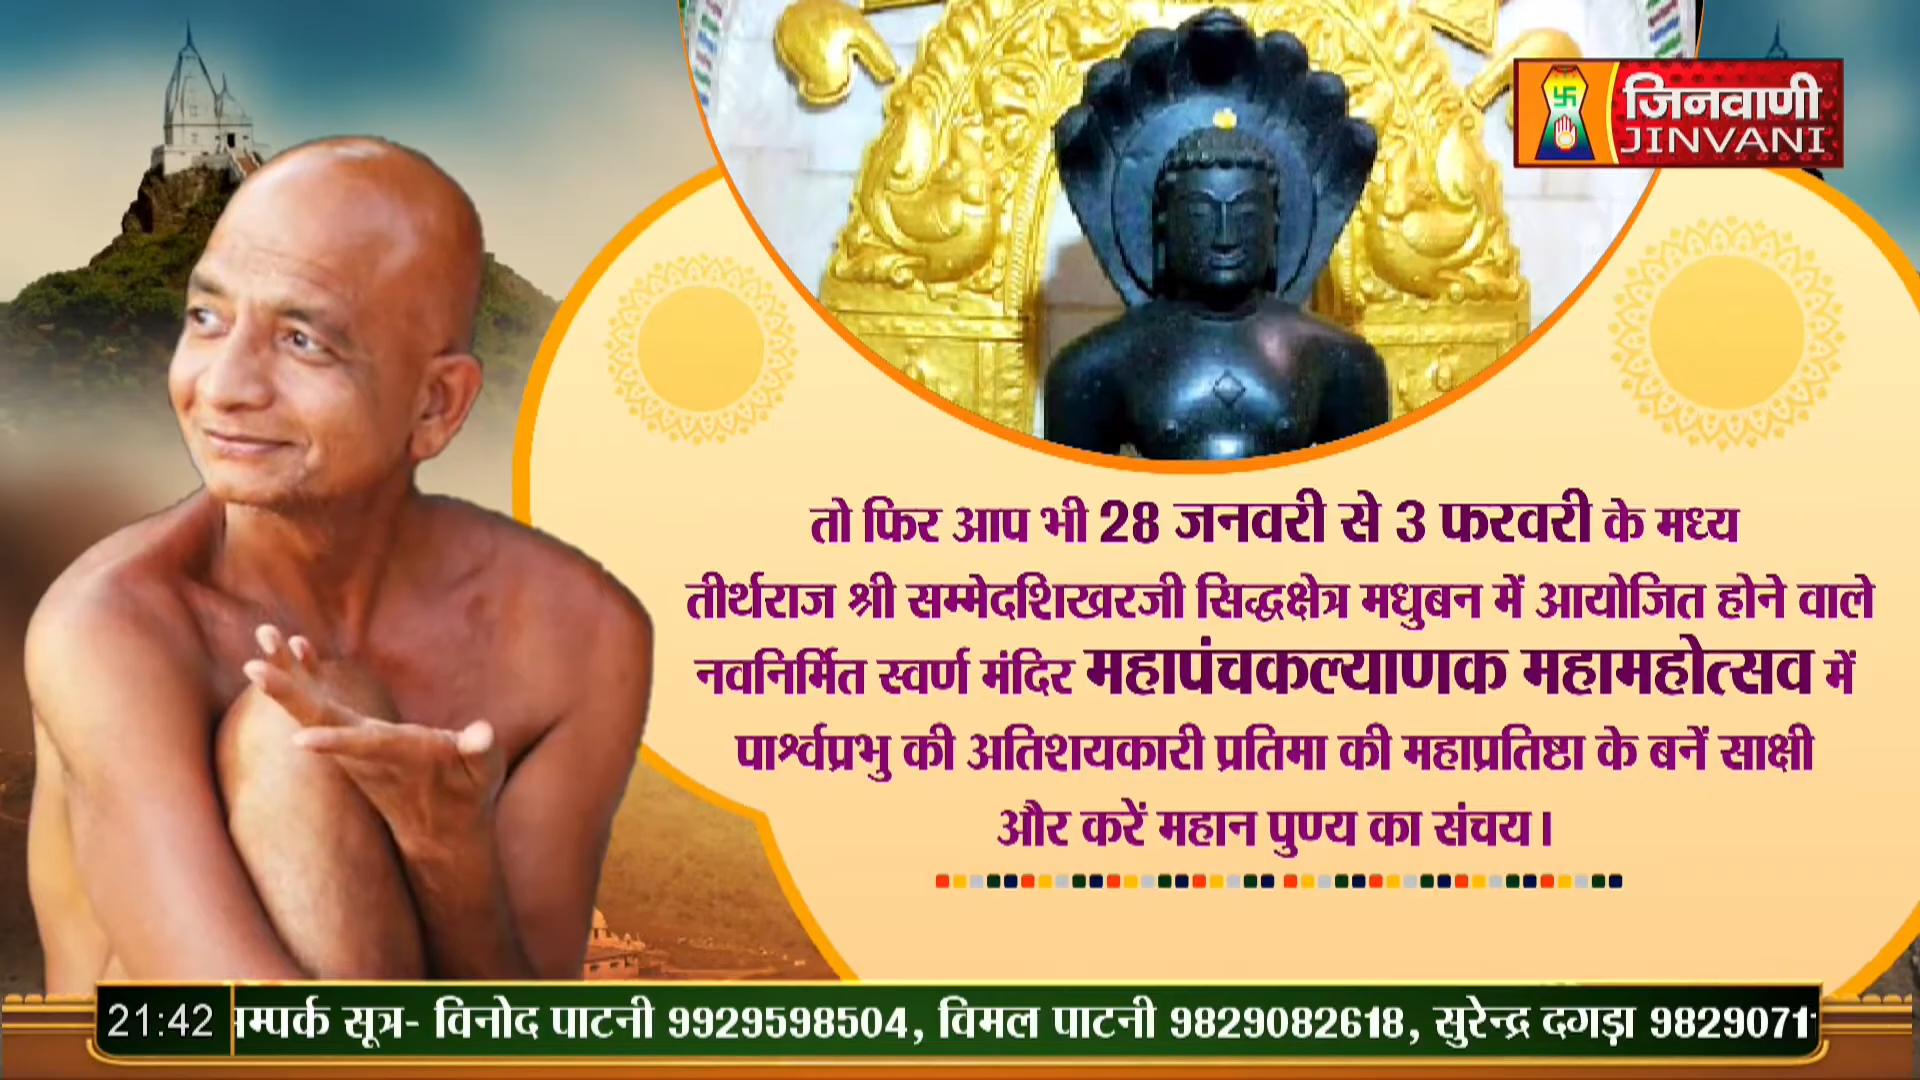 जिनवाणी
JINVANI
तो फिर आप भी 28 जनवरी से 3 फरवरी के मध्य
तीर्थराज श्री सम्मेदशिखरजी सिद्धक्षेत्र मधुबन में आयोजित होने वाले
नवनिर्मित स्वर्ण मंदिर महापंचकल्याणक महामहोत्सव में
पार्श्वप्रभु की अतिशयकारी प्रतिमा की महाप्रतिष्ठा के बनें साक्षी
और करें महान पुण्य का संचय।
21:42 म्पर्क सूत्र- विनोद पाटनी 9929598504, विमल पाटनी 9829082618, सुरेन्द्र दगड़ा 9829071